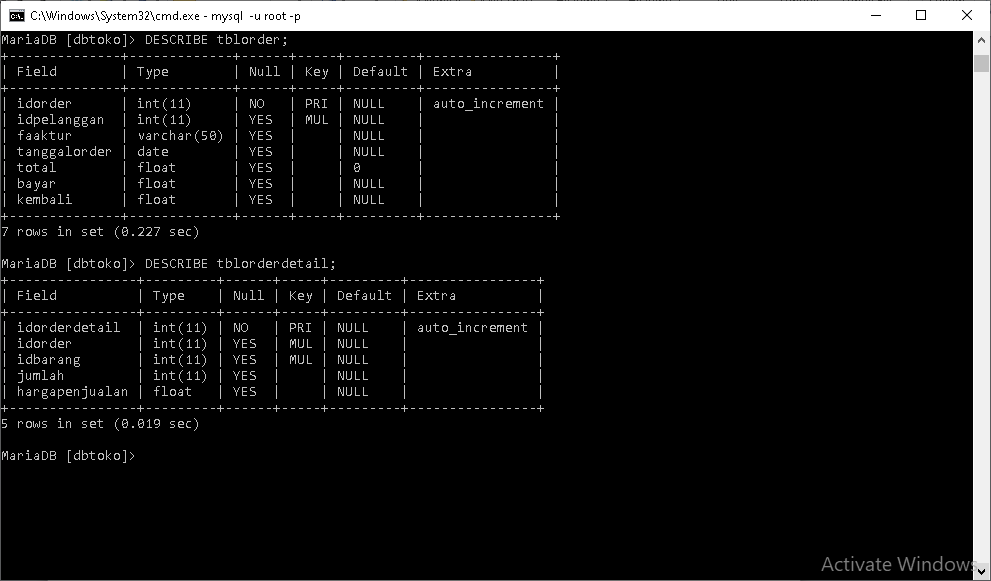 C:\Windows\System32\cmd.exe - mysql  -u root -p
MariaDB [dbtoko]> DESCRIBE tblorder;
+--------------+-------------+------+-----+---------+----------------+
| Field        | Type        | Null | Key | Default | Extra          |
+--------------+-------------+------+-----+---------+----------------+
| idorder      | int(11)     | NO   | PRI | NULL    | auto_increment |
| idpelanggan  | int(11)     | YES  | MUL | NULL    |                |
| faaktur      | varchar(50) | YES  |     | NULL    |                |
| tanggalorder | date        | YES  |     | NULL    |                |
| total        | float       | YES  |     | 0       |                |
| bayar        | float       | YES  |     | NULL    |                |
| kembali      | float       | YES  |     | NULL    |                |
+--------------+-------------+------+-----+---------+----------------+
7 rows in set (0.227 sec)
MariaDB [dbtoko]> DESCRIBE tblorderdetail;
+----------------+---------+------+-----+---------+----------------+
| Field          | Type    | Null | Key | Default | Extra          |
+----------------+---------+------+-----+---------+----------------+
| idorderdetail  | int(11) | NO   | PRI | NULL    | auto_increment |
| idorder        | int(11) | YES  | MUL | NULL    |                |
| idbarang       | int(11) | YES  | MUL | NULL    |                |
| jumlah         | int(11) | YES  |     | NULL    |                |
| hargapenjualan | float   | YES  |     | NULL    |                |
+----------------+---------+------+-----+---------+----------------+
5 rows in set (0.019 sec)
MariaDB [dbtoko]>
Activate Windows